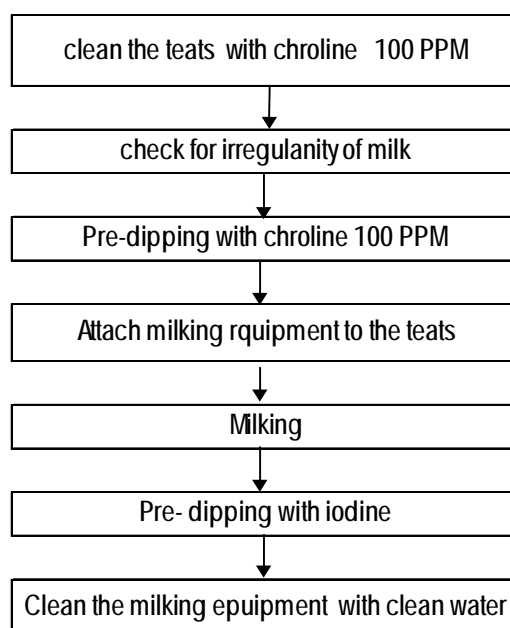 clean the teats with chroline 100 PPM
check for irregulanity of milk
Pre-dipping with chroline 100 PPM
Attach milking rquipment to the teats
Milking
Pre- dipping with iodine
Clean the milking epuipment with clean water